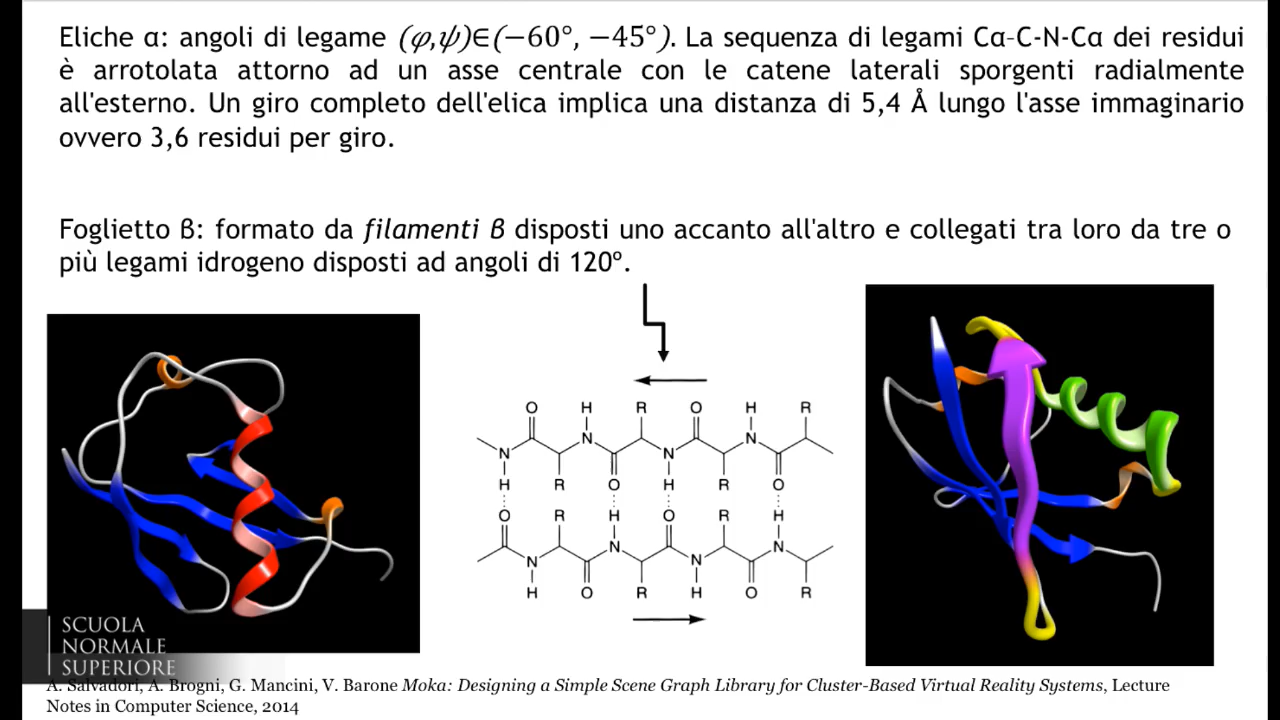 Eliche α: angoli di legame (φ,ψ)∈(−60°, −45°). La sequenza di legami Cα-C-N-Cα dei residui
è arrotolata attorno ad un asse centrale con le catene laterali sporgenti radialmente
all'esterno. Un giro completo dell'elica implica una distanza di 5,4 Å lungo l'asse immaginario
ovvero 3,6 residui per giro.
Foglietto ß: formato da filamenti ß disposti uno accanto all'altro e collegati tra loro da tre o
più legami idrogeno disposti ad angoli di 120º.
O H R O H R
N N N
H R O H R O
O R H O R H
N N N N
H O R H O R
SCUOLA
NORMALE
SUPERIORE
A. Salvadori, A. Brogni, G. Mancini, V. Barone Moka: Designing a Simple Scene Graph Library for Cluster-Based Virtual Reality Systems, Lecture
Notes in Computer Science, 2014